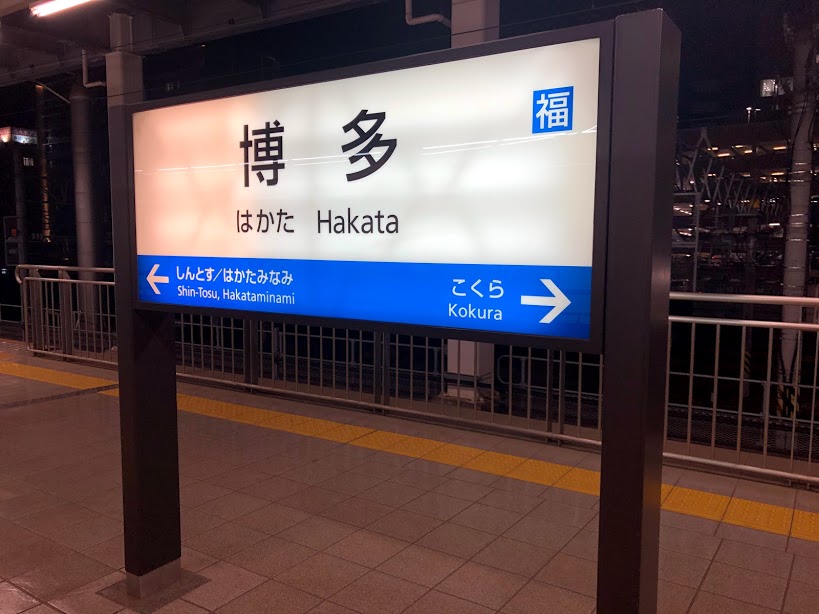 福
博多
はかた Hakata
しんとす／はかたみなみ
Shin-Tosu, Hakataminami
こくら
Kokura